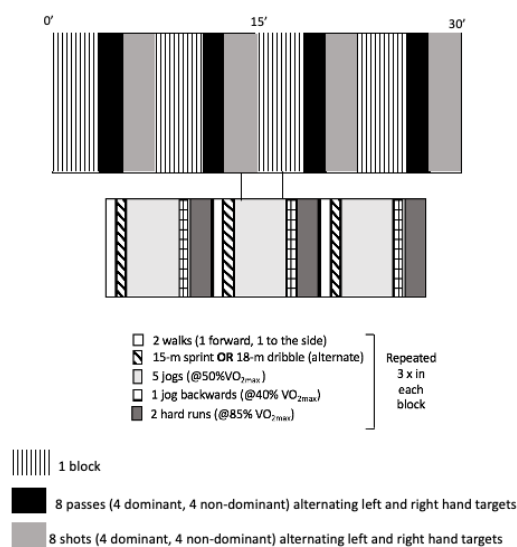 0' 15' 30'
2 walks (1 forward, 1 to the side)
15-m sprint OR 18-m dribble (alternate)
5 jogs (@50%VO2max)
1 jog backwards (@40% VO2max)
2 hard runs (@85% VO2max)
Repeated
3 x in
each
block
1 block
8 passes (4 dominant, 4 non-dominant) alternating left and right hand targets
8 shots (4 dominant, 4 non-dominant) alternating left and right hand targets